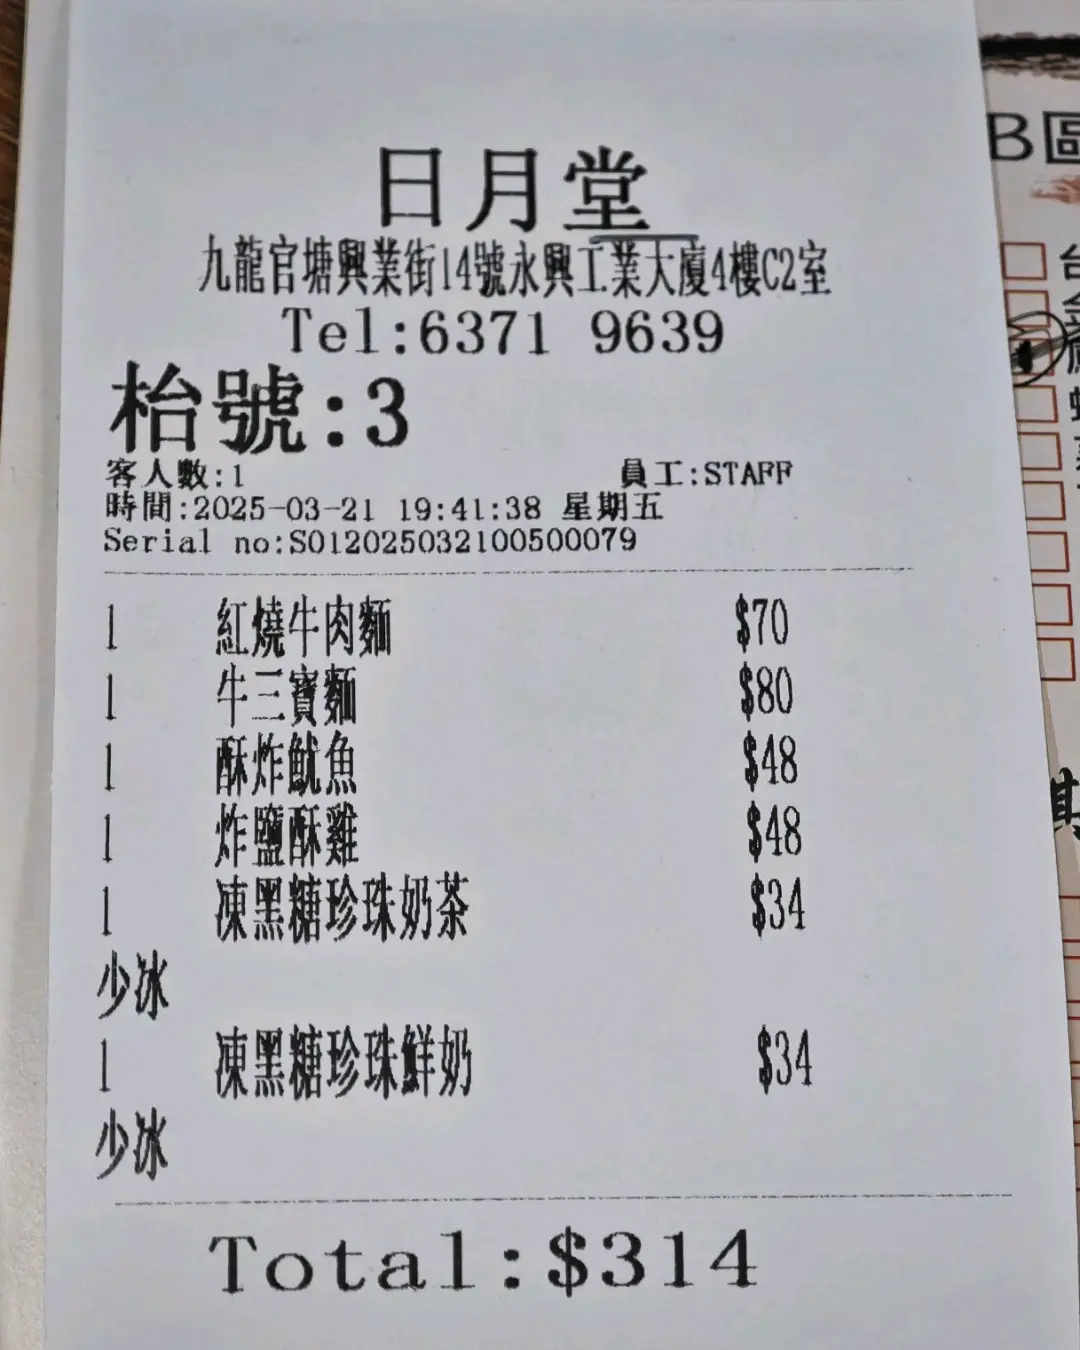 日月堂
九龍官塘興業街14號永興工業大廈4樓C2室
Tel:6371 9639
枱號:3
客人數:1 員工:STAFF
時間:2025-03-21 19:41:38 星期五
Serial no:S012025032100500079
1 紅燒牛肉麵 $70
1 牛三寶麵 $80
1 酥炸魷魚 $48
1 炸鹽酥雞 $48
1 凍黑糖珍珠奶茶 $34
少冰
1 凍黑糖珍珠鮮奶 $34
少冰
Total:$314
B區